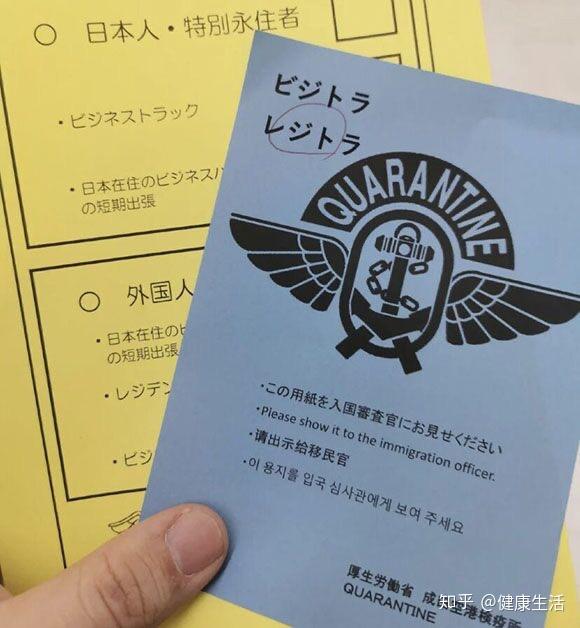 ○ 日本人・特別永住者
・ビジネストラック
・日本在住のビジネス
の短期出張
○ 外国人
・日本在住の
の短期出張
・レジデン
・ビジ
ビジトラ
レジトラ
QUARANTINE
・この用紙を入国審査官にお見せください
・Please show it to the immigration officer.
・请出示给移民官
・이 용지를 입국 심사관에게 보여 주세요
厚生労働省 成田空港検疫所
QUARANTINE
知乎 @健康生活